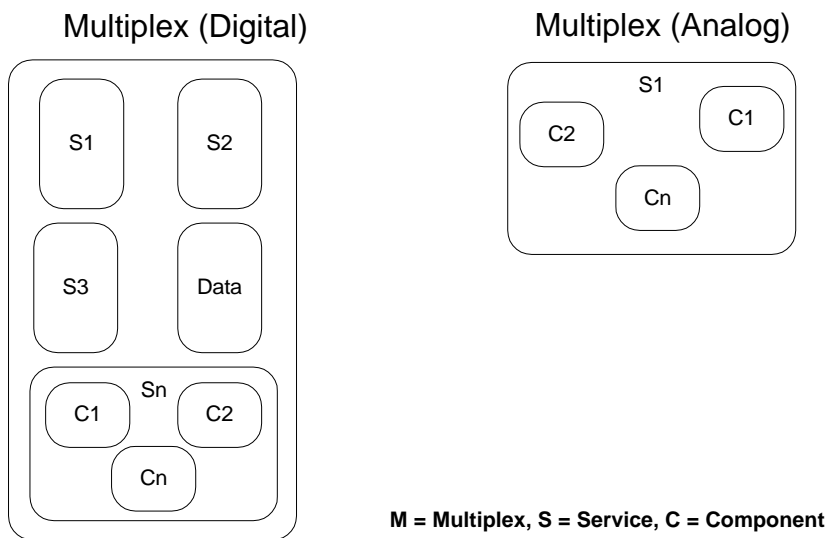 Multiplex (Digital)
S1
S2
S3
Data
Sn
C1
C2
Cn
Multiplex (Analog)
S1
C2
C1
Cn
M = Multiplex, S = Service, C = Component